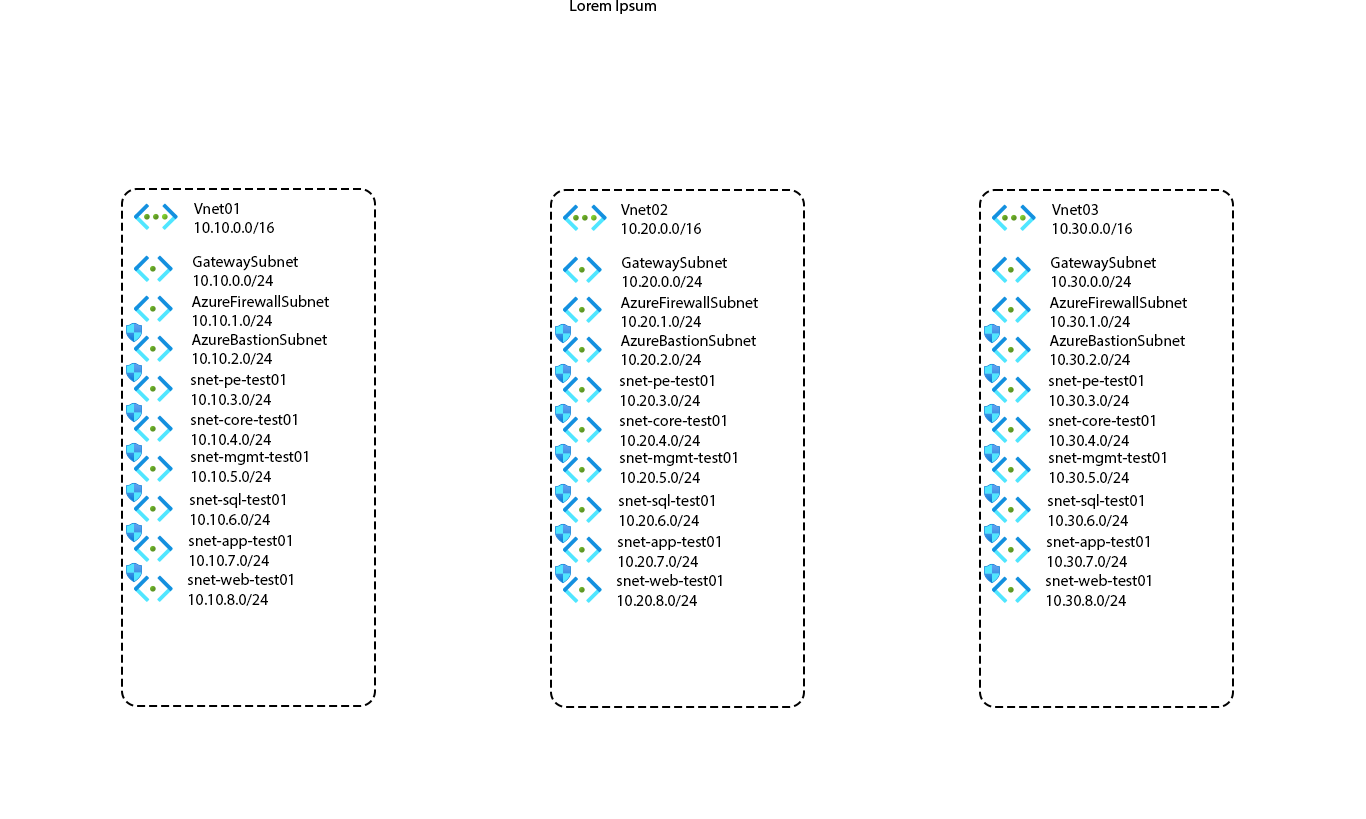 Lorem Ipsum
Vnet01
10.10.0.0/16
GatewaySubnet
10.10.0.0/24
AzureFirewallSubnet
10.10.1.0/24
AzureBastionSubnet
10.10.2.0/24
snet-pe-test01
10.10.3.0/24
snet-core-test01
10.10.4.0/24
snet-mgmt-test01
10.10.5.0/24
snet-sql-test01
10.10.6.0/24
snet-app-test01
10.10.7.0/24
snet-web-test01
10.10.8.0/24
Vnet02
10.20.0.0/16
GatewaySubnet
10.20.0.0/24
AzureFirewallSubnet
10.20.1.0/24
AzureBastionSubnet
10.20.2.0/24
snet-pe-test01
10.20.3.0/24
snet-core-test01
10.20.4.0/24
snet-mgmt-test01
10.20.5.0/24
snet-sql-test01
10.20.6.0/24
snet-app-test01
10.20.7.0/24
snet-web-test01
10.20.8.0/24
Vnet03
10.30.0.0/16
GatewaySubnet
10.30.0.0/24
AzureFirewallSubnet
10.30.1.0/24
AzureBastionSubnet
10.30.2.0/24
snet-pe-test01
10.30.3.0/24
snet-core-test01
10.30.4.0/24
snet-mgmt-test01
10.30.5.0/24
snet-sql-test01
10.30.6.0/24
snet-app-test01
10.30.7.0/24
snet-web-test01
10.30.8.0/24